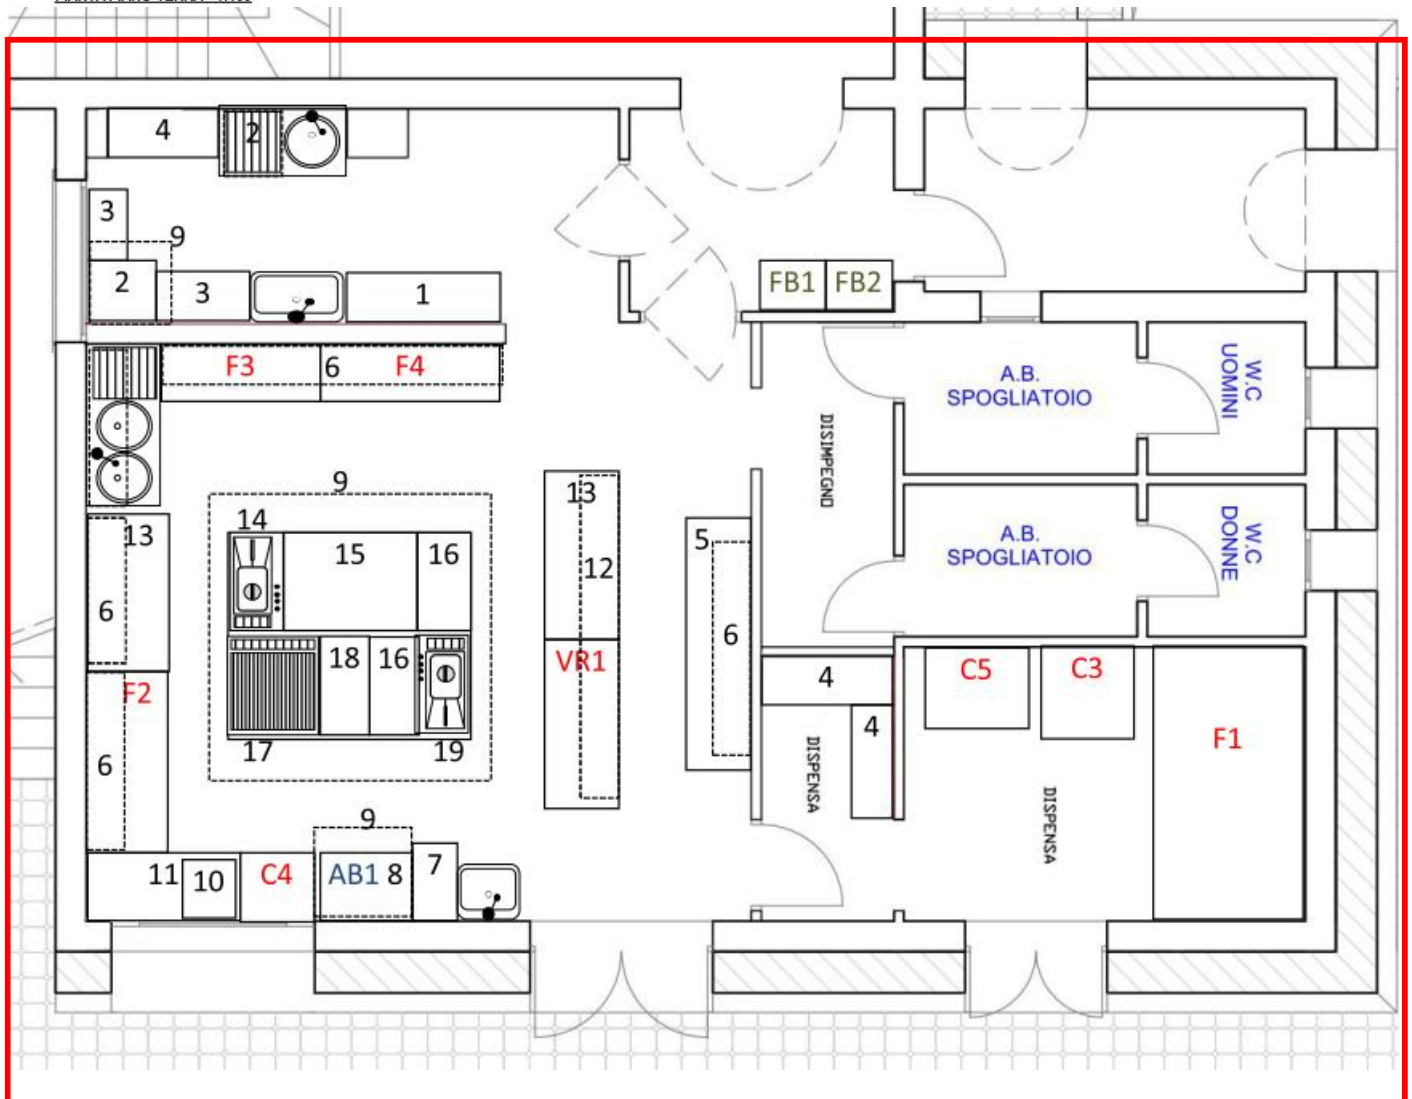 4
2
3
9
2
3
1
FB1 FB2
F3
6
F4
A.B.
SPOGLIATOIO
W.C
UOMINI
DISIMPEGNO
9
13
14
15
16
13
12
5
6
6
A.B.
SPOGLIATOIO
W.C
DONNE
18
16
VR1
4
C5
C3
F2
4
F1
17
19
6
DISPENSA
DISPENSA
9
11
10
C4
AB1 8
7